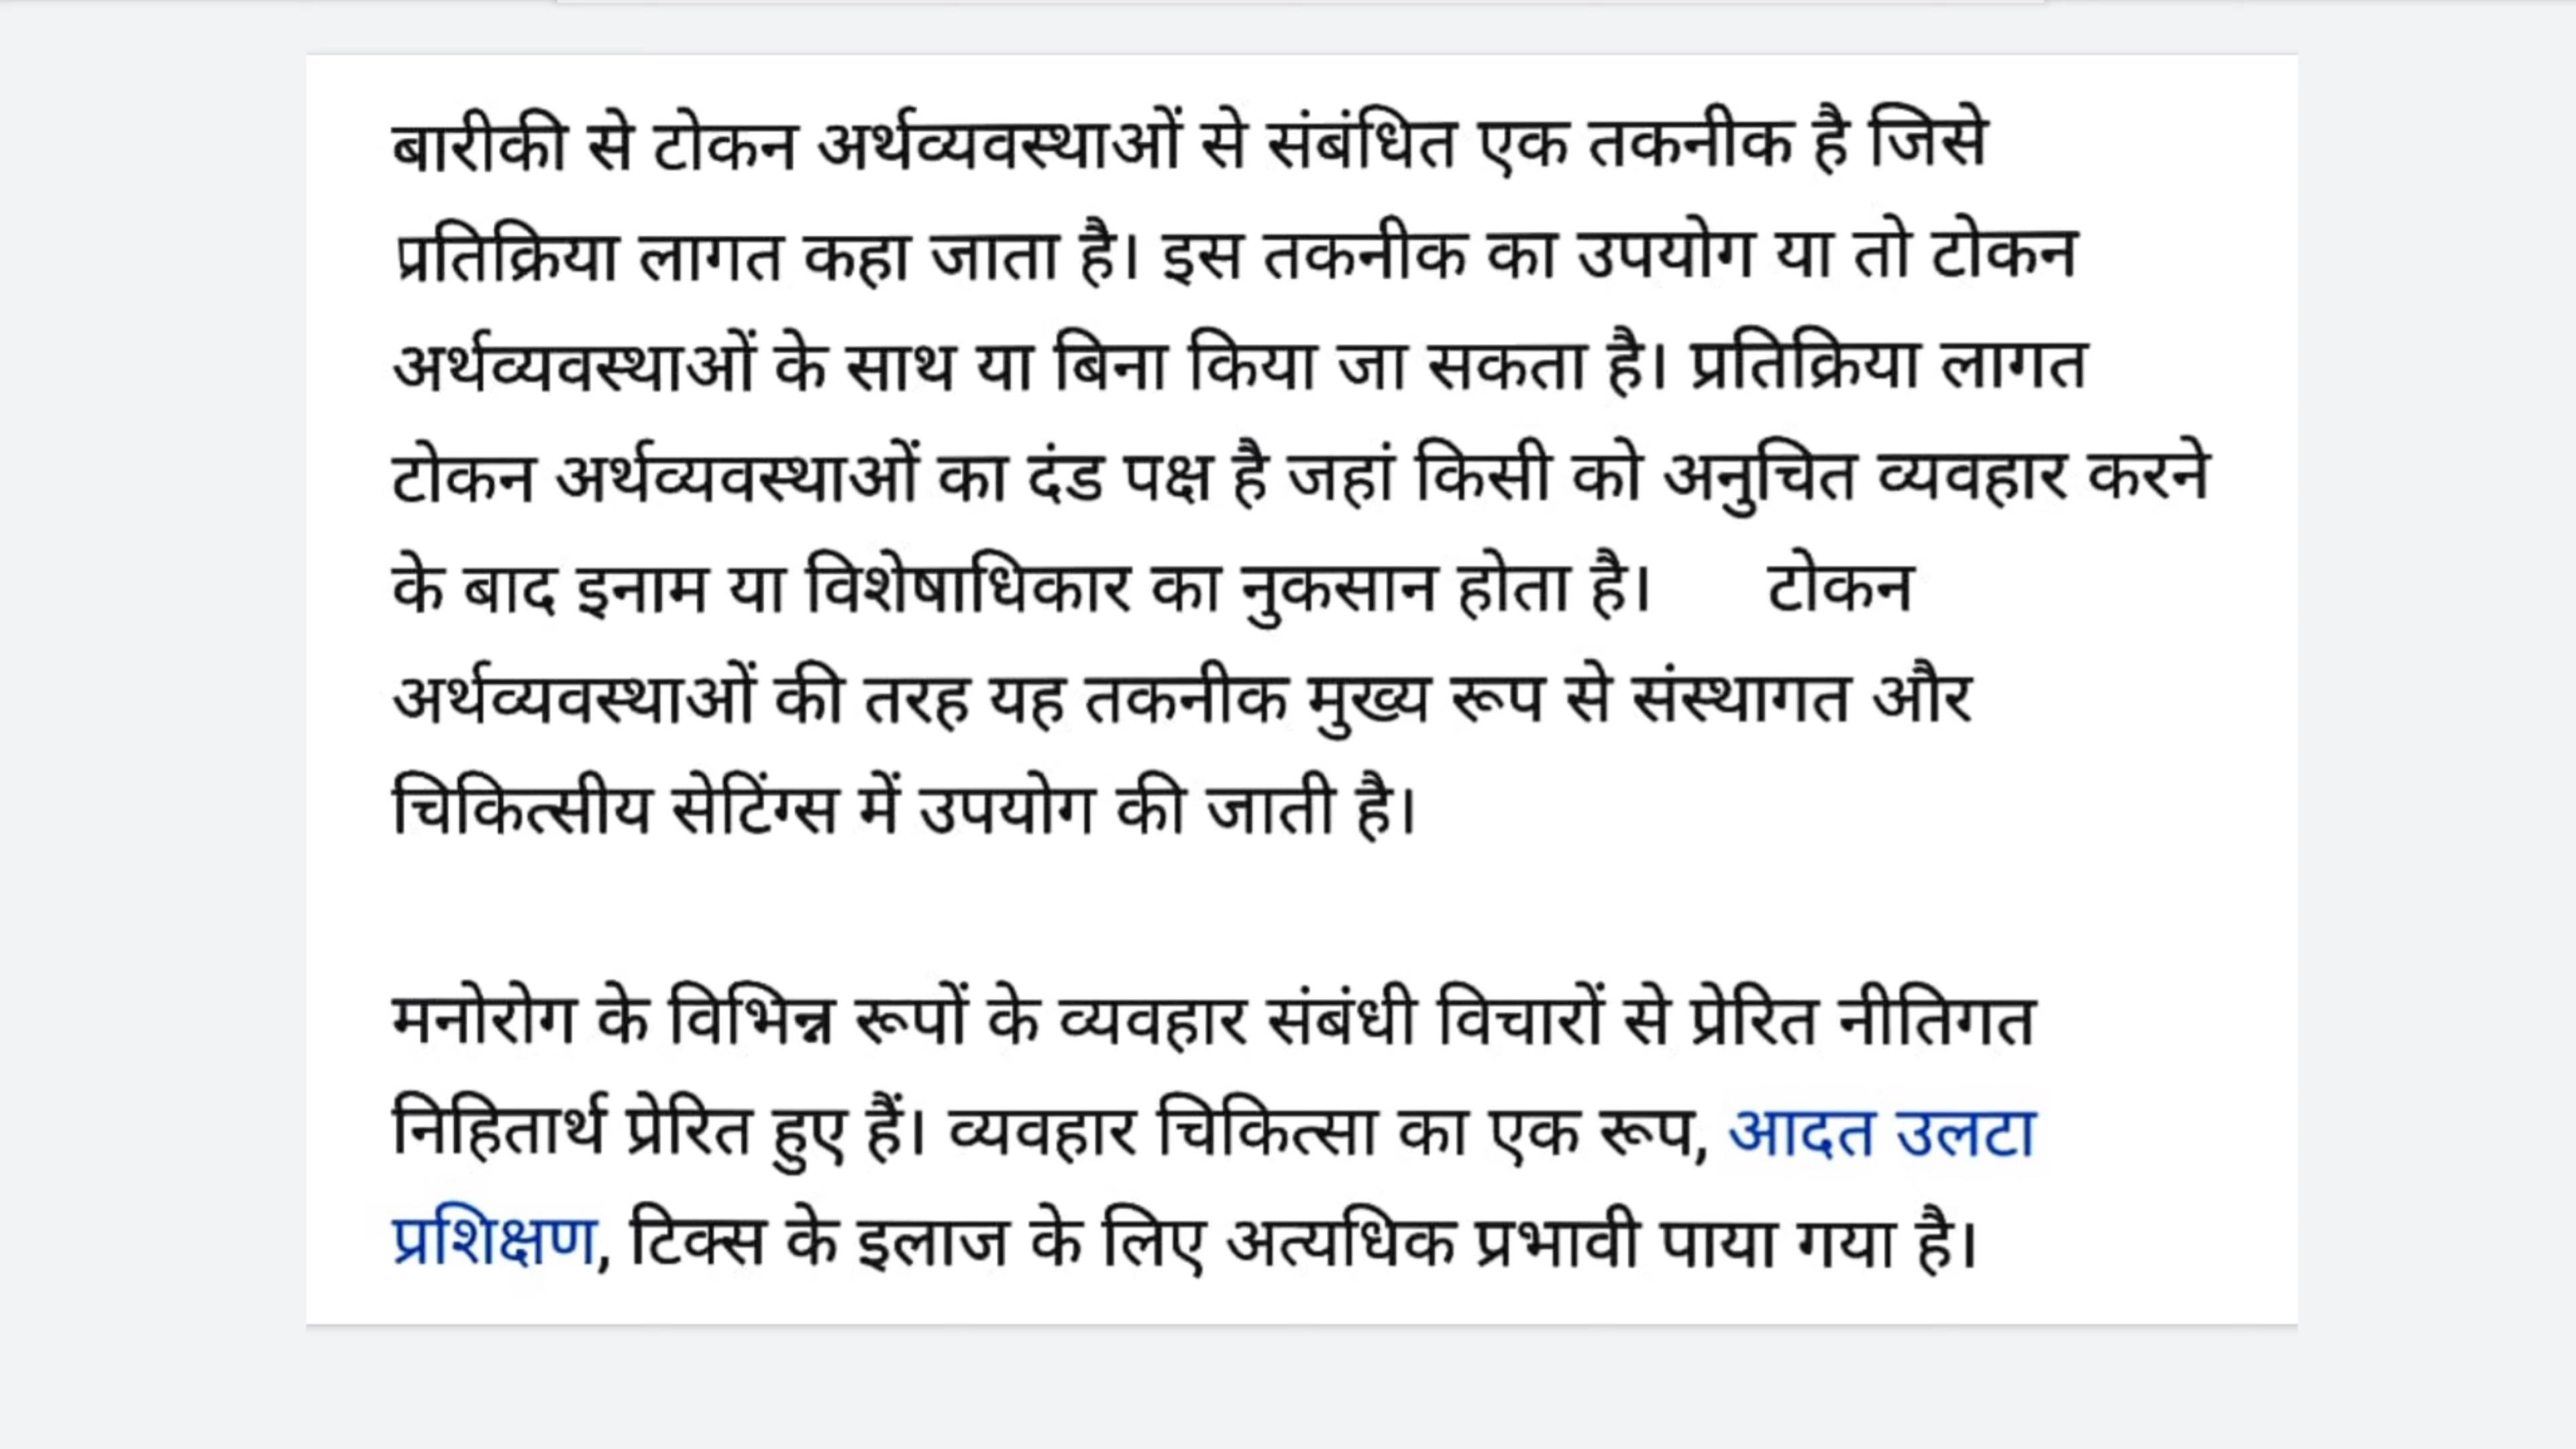 बारीकी से टोकन अर्थव्यवस्थाओं से संबंधित एक तकनीक है जिसे
प्रतिक्रिया लागत कहा जाता है। इस तकनीक का उपयोग या तो टोकन
अर्थव्यवस्थाओं के साथ या बिना किया जा सकता है। प्रतिक्रिया लागत
टोकन अर्थव्यवस्थाओं का दंड पक्ष है जहां किसी को अनुचित व्यवहार करने
के बाद इनाम या विशेषाधिकार का नुकसान होता है। टोकन
अर्थव्यवस्थाओं की तरह यह तकनीक मुख्य रूप से संस्थागत और
चिकित्सीय सेटिंग्स में उपयोग की जाती है।
मनोरोग के विभिन्न रूपों के व्यवहार संबंधी विचारों से प्रेरित नीतिगत
निहितार्थ प्रेरित हुए हैं। व्यवहार चिकित्सा का एक रूप, आदत उलटा
प्रशिक्षण, टिक्स के इलाज के लिए अत्यधिक प्रभावी पाया गया है।